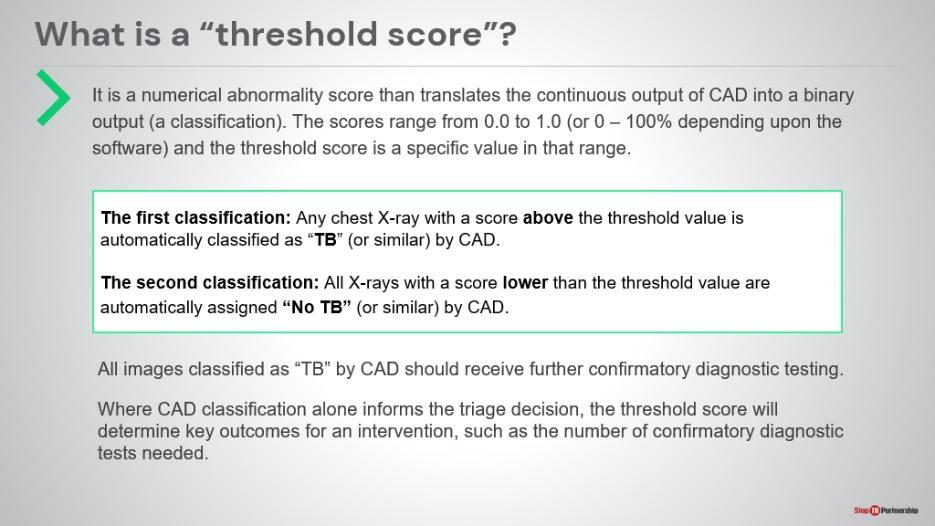 What is a “threshold score”?
It is a numerical abnormality score than translates the continuous output of CAD into a binary
output (a classification). The scores range from 0.0 to 1.0 (or 0 – 100% depending upon the
software) and the threshold score is a specific value in that range.
The first classification: Any chest X-ray with a score above the threshold value is
automatically classified as “TB” (or similar) by CAD.
The second classification: All X-rays with a score lower than the threshold value are
automatically assigned “No TB” (or similar) by CAD.
All images classified as “TB” by CAD should receive further confirmatory diagnostic testing.
Where CAD classification alone informs the triage decision, the threshold score will
determine key outcomes for an intervention, such as the number of confirmatory diagnostic
tests needed.
Stop TB Partnership